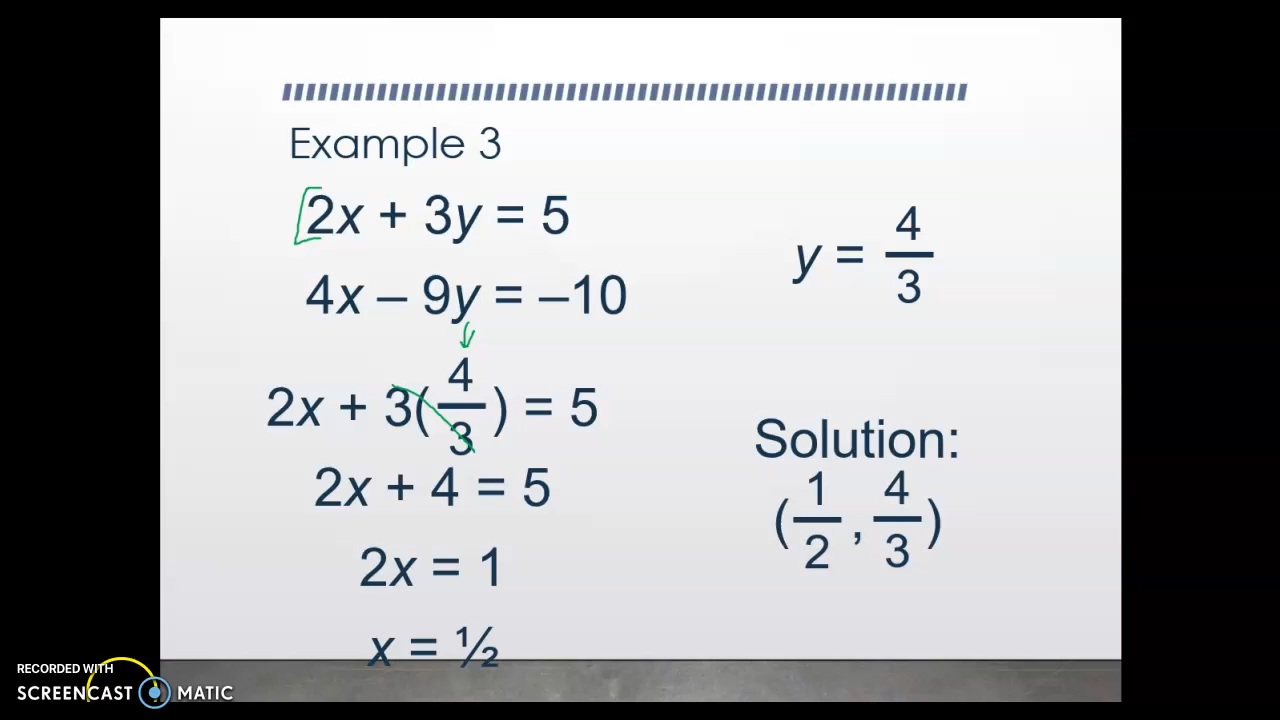 Example 3
2x + 3y = 5
4x – 9y = –10
2x + 3(4/3) = 5
2x + 4 = 5
2x = 1
x = ½
y = 4/3
Solution:
(1/2, 4/3)
RECORDED WITH
SCREENCAST MATIC